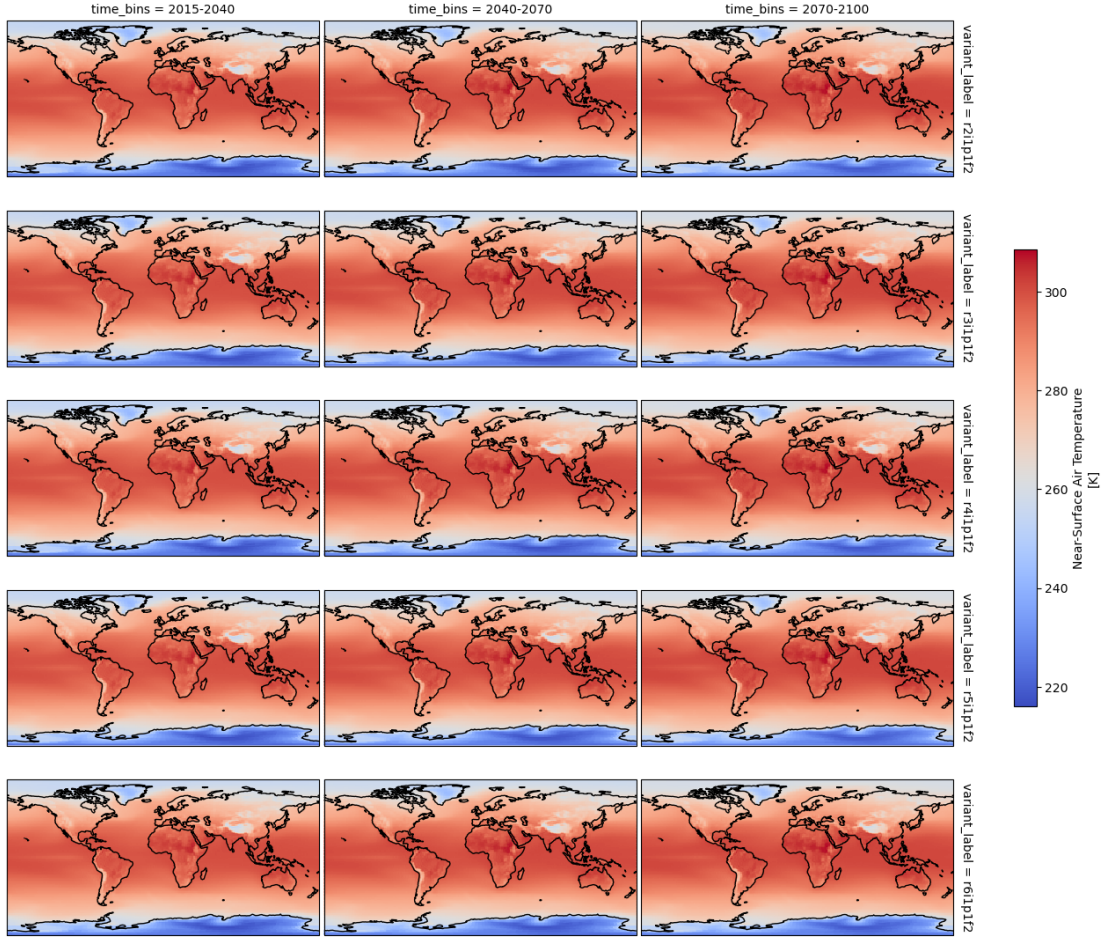 time_bins = 2015-2040
time_bins = 2040-2070
time_bins = 2070-2100
variant_label = r2i1p1f2
variant_label = r3i1p1f2
variant_label = r4i1p1f2
variant_label = r5i1p1f2
variant_label = r6i1p1f2
300
280
260
240
220
Near-Surface Air Temperature
[K]